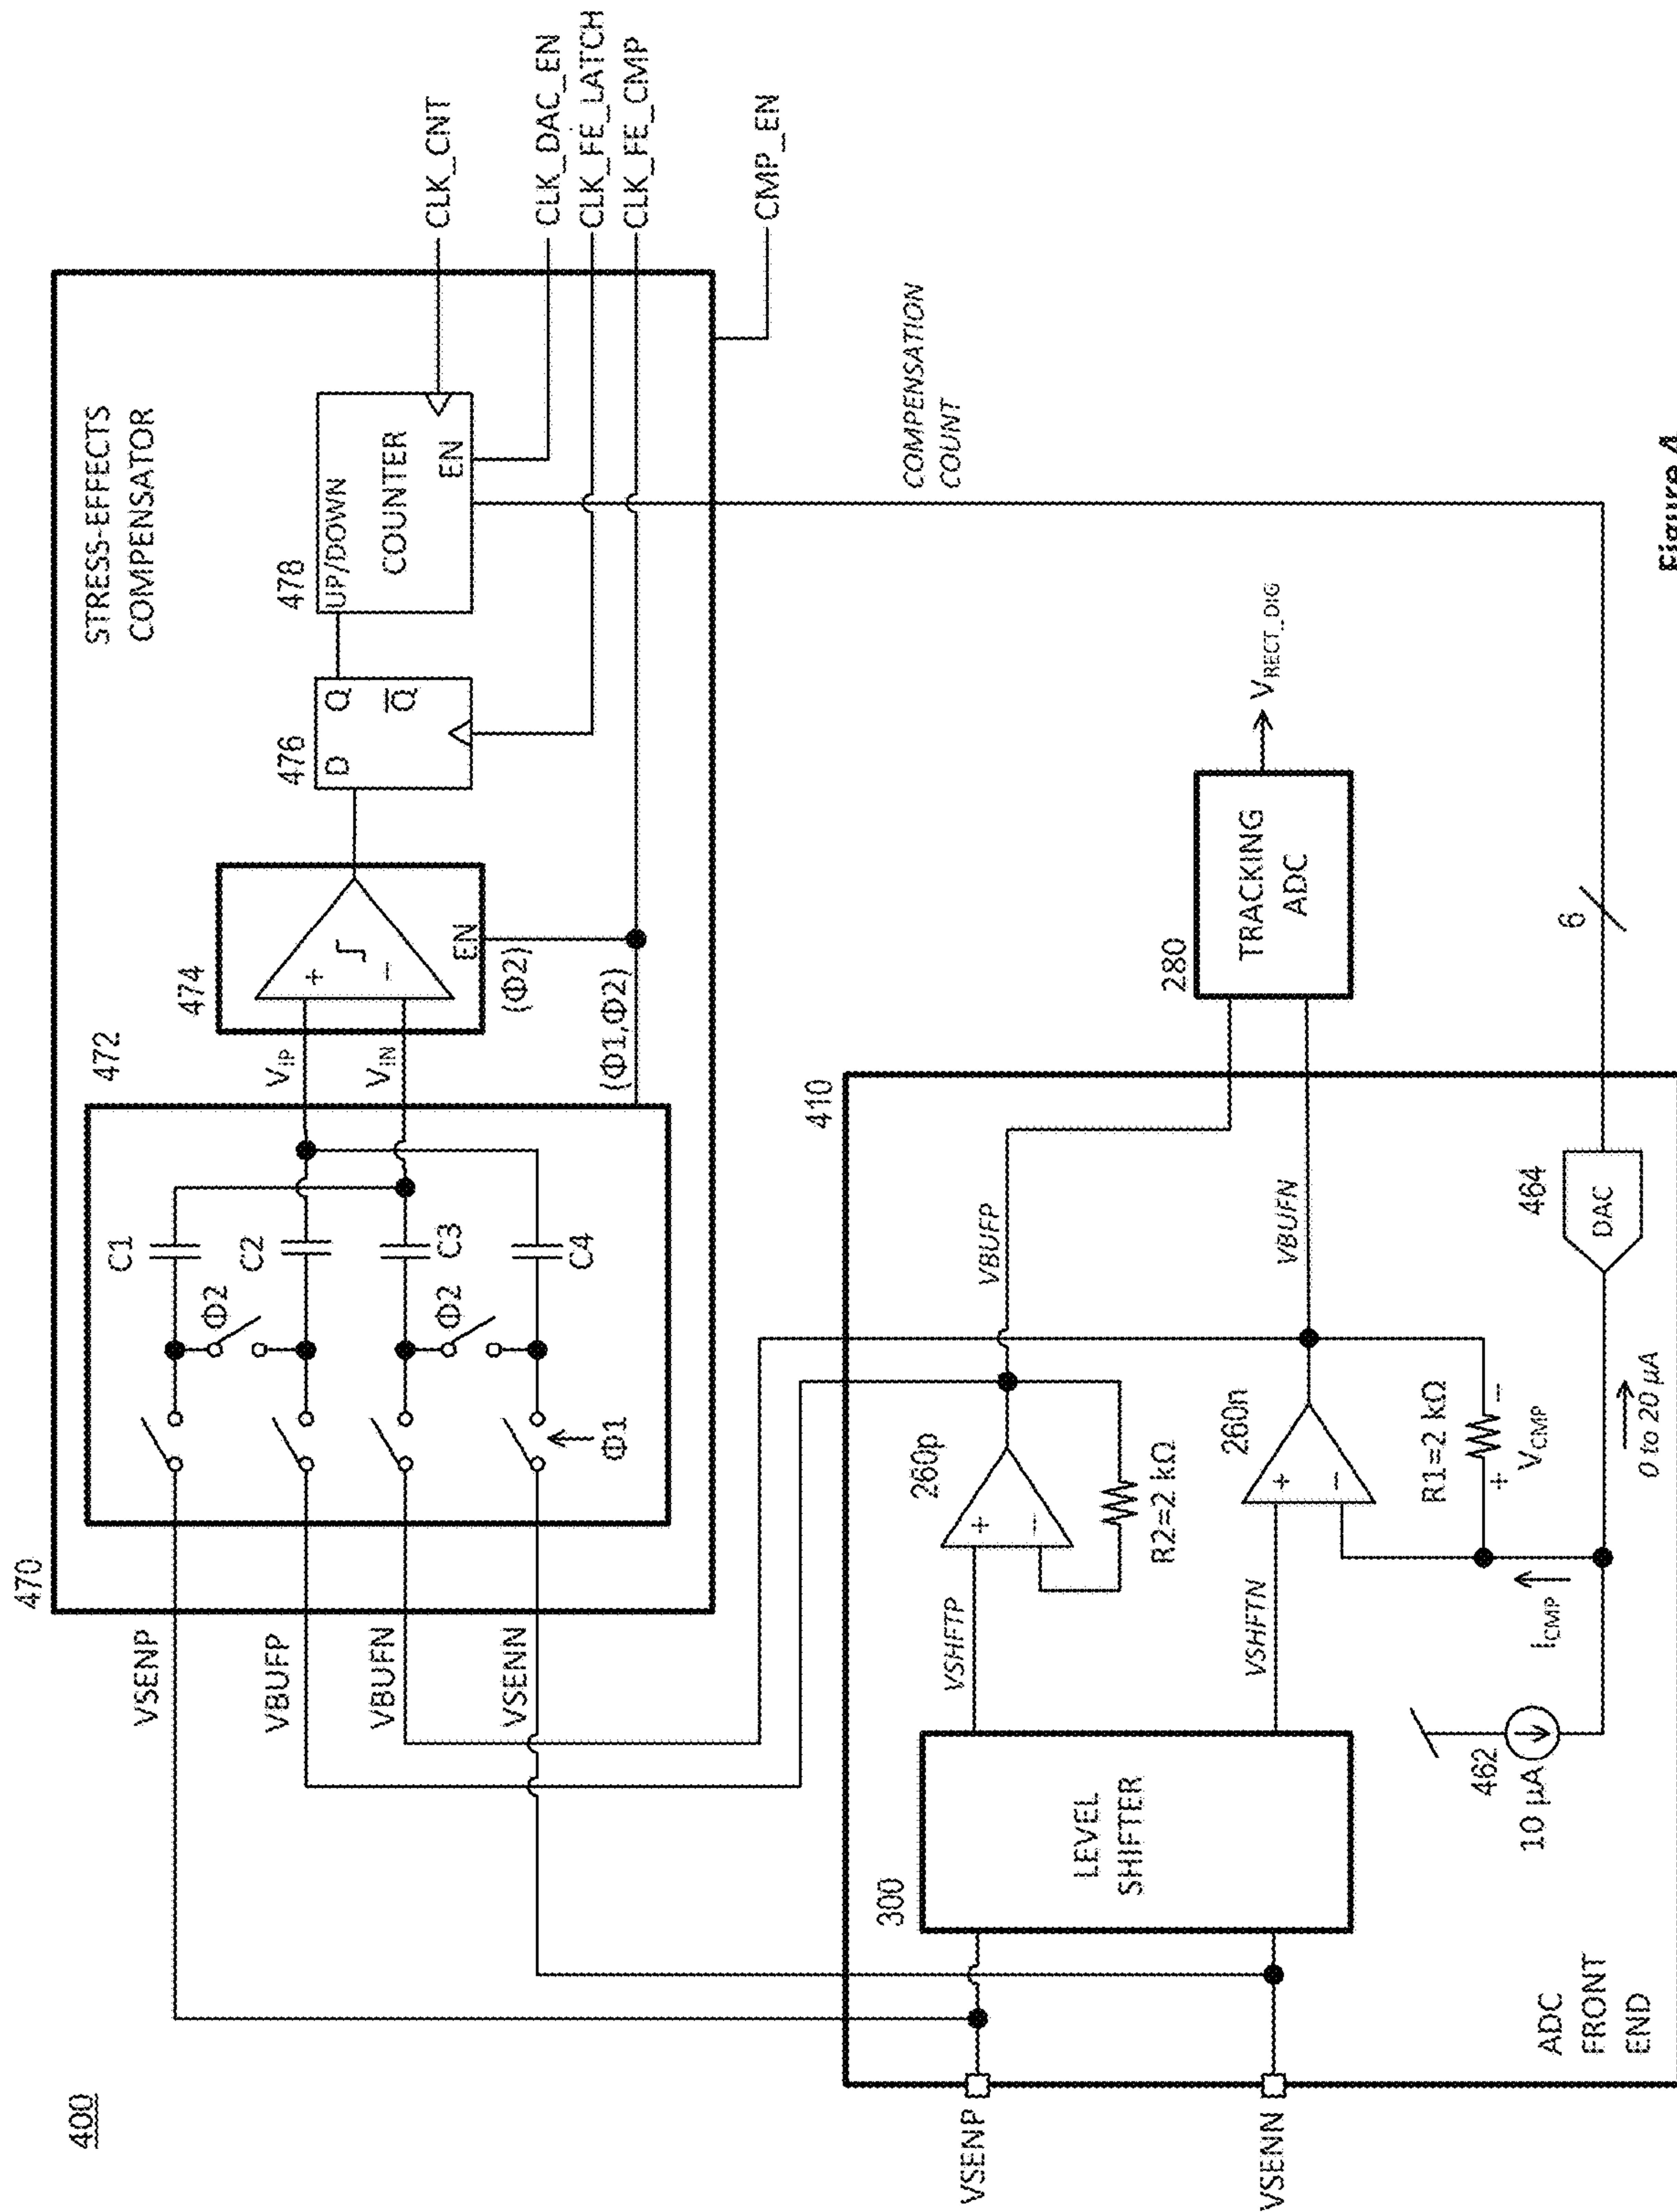 400
470
STRESS-EFFECTS
COMPENSATOR
472
474
476
478
VSENP
VBUFP
VBUFN
VSENN
C1
C2
C3
C4
Φ2
Φ2
Φ1
V_IP
V_IN
+
−
EN
(Φ2)
(Φ1,Φ2)
D
Q
Q̅
UP/DOWN
COUNTER
EN
CLK_CNT
CLK_DAC_EN
CLK_FE_LATCH
CLK_FE_CMP
CMP_EN
COMPENSATION
COUNT
410
VSENP
VSENN
300
LEVEL
SHIFTER
VSHFTP
VSHFTN
260p
+
−
R2=2 kΩ
260n
+
−
R1=2 kΩ
+ V_CMP −
VBUFP
VBUFN
280
TRACKING
ADC
V_RECT_DIG
462
10 µA
I_CMP
0 to 20 µA
464
DAC
6
ADC
FRONT
END
Figure 4